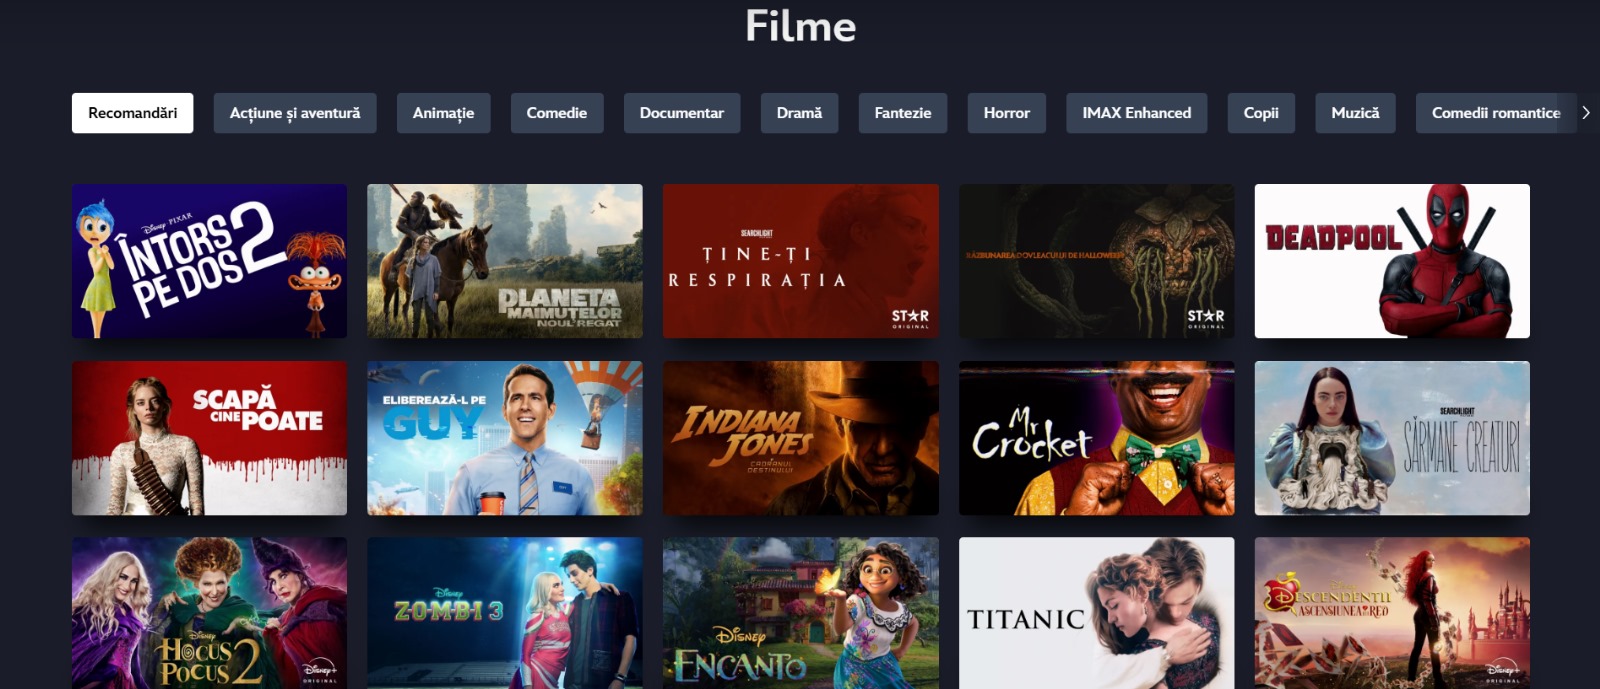 Filme
Recomandări
Acțiune și aventură
Animație
Comedie
Documentar
Dramă
Fantezie
Horror
IMAX Enhanced
Copii
Muzică
Comedii romantice
Disney PIXAR
ÎNTORS
PE DOS 2
PLANETA
MAIMUȚELOR
NOUL REGAT
SEARCHLIGHT
ȚINE-ȚI
RESPIRAȚIA
STAR
ORIGINAL
RĂZBUNAREA DOVLEACULUI DE HALLOWEEN
STAR
ORIGINAL
DEADPOOL
SCAPĂ
CINE POATE
ELIBEREAZĂ-L PE
GUY
INDIANA
JONES
CADRANUL
DESTINULUI
Mr
Crocket
SEARCHLIGHT
SĂRMANE CREATURI
Disney
HOCUS
POCUS 2
Disney+
ORIGINAL
Disney
Z-O-M-B-I 3
Disney
ENCANTO
TITANIC
Disney
DESCENDENȚII
ASCENSIUNEA RED
Disney+
ORIGINAL